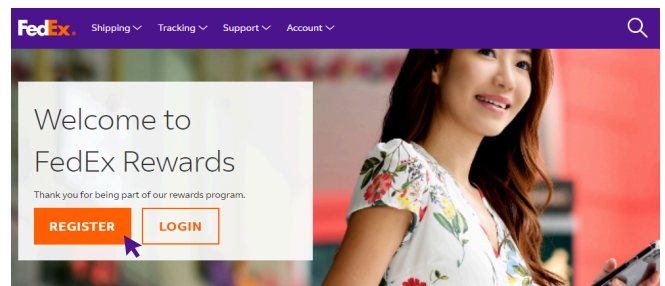 FedEx. Shipping Tracking Support Account
Welcome to
FedEx Rewards
Thank you for being part of our rewards program.
REGISTER LOGIN